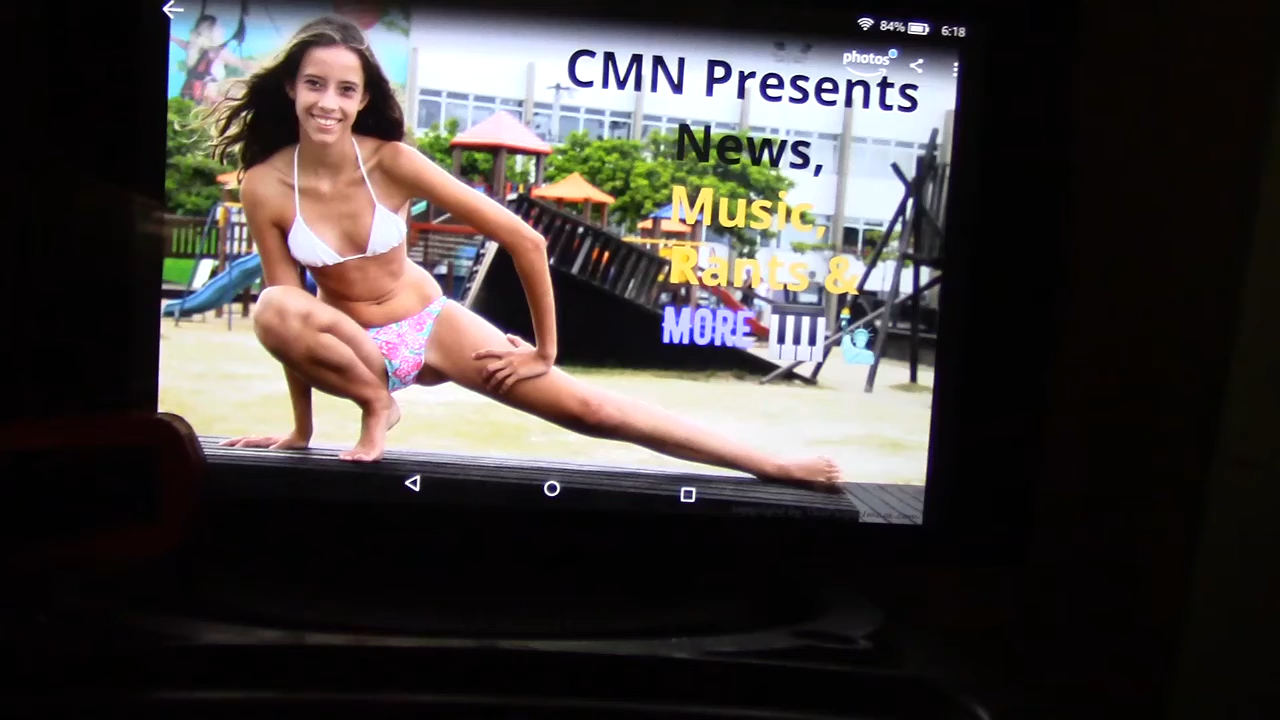 84% 6:18
photos
CMN Presents
News,
Music,
Rants &
MORE